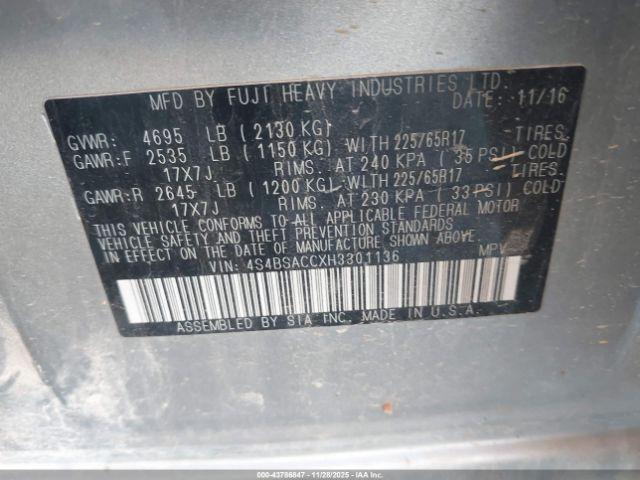 MFD BY FUJI HEAVY INDUSTRIES LTD.
DATE: 11/16
GVWR: 4695 LB ( 2130 KG)
GAWR:F 2535 LB ( 1150 KG) WITH 225/65R17 TIRES
17X7J RIMS. AT 240 KPA ( 35 PSI) COLD
GAWR:R 2645 LB ( 1200 KG) WITH 225/65R17 TIRES
17X7J RIMS. AT 230 KPA ( 33 PSI) COLD
THIS VEHICLE CONFORMS TO ALL APPLICABLE FEDERAL MOTOR
VEHICLE SAFETY AND THEFT PREVENTION STANDARDS
IN EFFECT ON THE DATE OF MANUFACTURE SHOWN ABOVE.
VIN: 4S4BSACCXH3301136 MPV
ASSEMBLED BY SIA INC. MADE IN U.S.A.
000-43786847 - 11/28/2025 - IAAI.COM